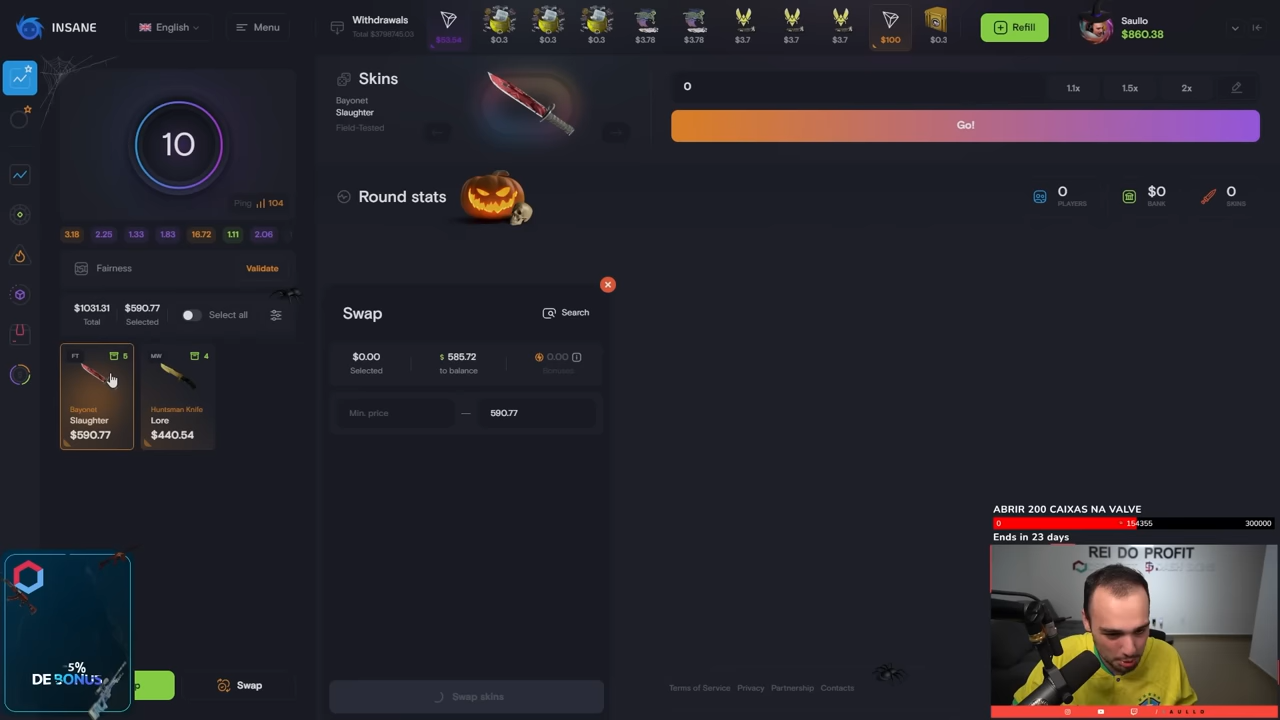 INSANE
English
Menu
Withdrawals
Total $3798745.03
$53.54
$0.3
$0.3
$0.3
$3.78
$3.78
$3.7
$3.7
$3.7
$100
$0.3
Refill
Saullo
$860.38
10
Ping 104
3.18 2.25 1.33 1.83 16.72 1.11 2.06
Fairness
Validate
$1031.31
Total
$590.77
Selected
Select all
FT 5
Bayonet
Slaughter
$590.77
MW 4
Huntsman Knife
Lore
$440.54
5%
DE BONUS
Swap
Skins
Bayonet
Slaughter
Field-Tested
0
1.1x
1.5x
2x
Go!
Round stats
0
PLAYERS
$0
BANK
0
SKINS
Swap
Search
$0.00
Selected
$ 585.72
to balance
0.00
Bonuses
Min. price
—
590.77
Swap skins
Terms of Service Privacy Partnership Contacts
ABRIR 200 CAIXAS NA VALVE
0
154355
300000
Ends in 23 days
REI DO PROFIT